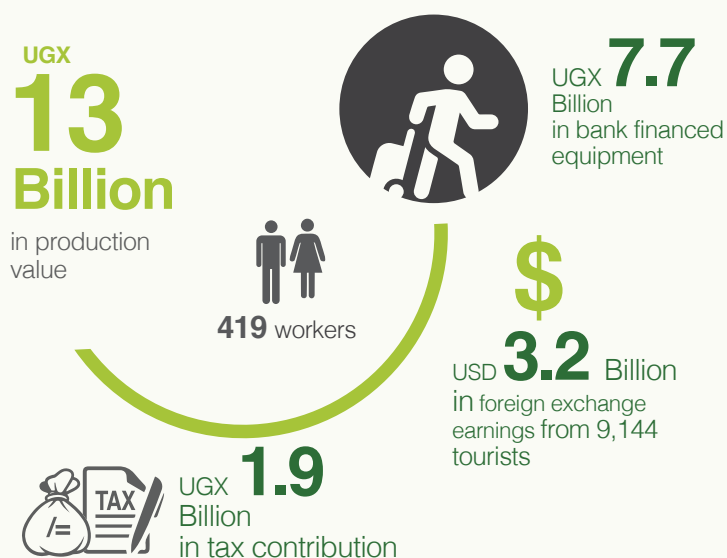 UGX
13
Billion
in production
value
UGX 7.7
Billion
in bank financed
equipment
419 workers
$
USD 3.2 Billion
in foreign exchange
earnings from 9,144
tourists
/=
TAX
UGX 1.9
Billion
in tax contribution